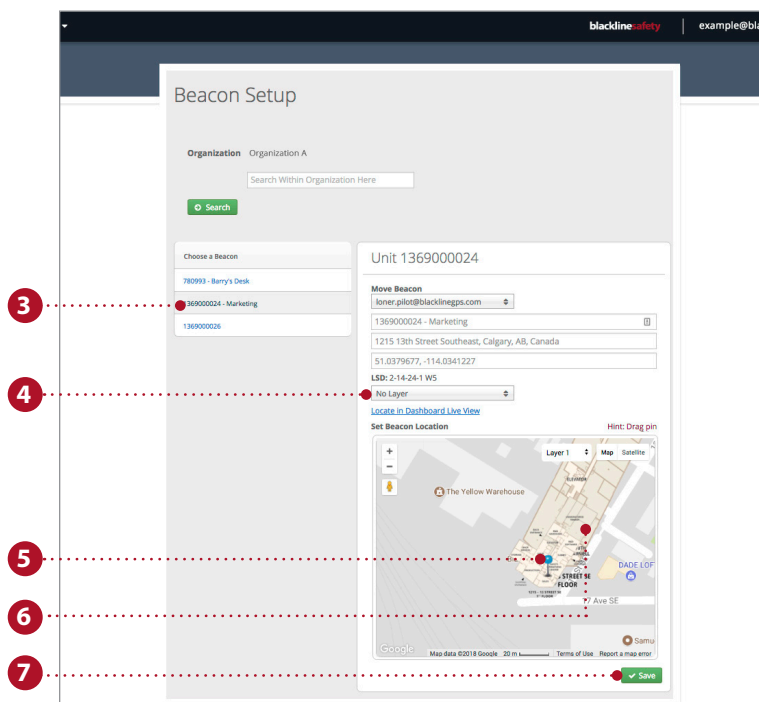 blacklinesafety
example@bla
Beacon Setup
Organization Organization A
Search Within Organization Here
Search
Choose a Beacon
780993 - Barry's Desk
3
1369000024 - Marketing
1369000026
Unit 1369000024
Move Beacon
loner.pilot@blacklinegps.com
1369000024 - Marketing
1215 13th Street Southeast, Calgary, AB, Canada
51.0379677, -114.0341227
LSD: 2-14-24-1 W5
4
No Layer
Locate in Dashboard Live View
Set Beacon Location Hint: Drag pin
+
Layer 1 Map Satellite
−
ELEVATOR
The Yellow Warehouse
5
DADE LOF
STREET SE
FLOOR
17 Ave SE
6
Samu
Google Map data ©2018 Google 20 m Terms of Use Report a map error
7
Save